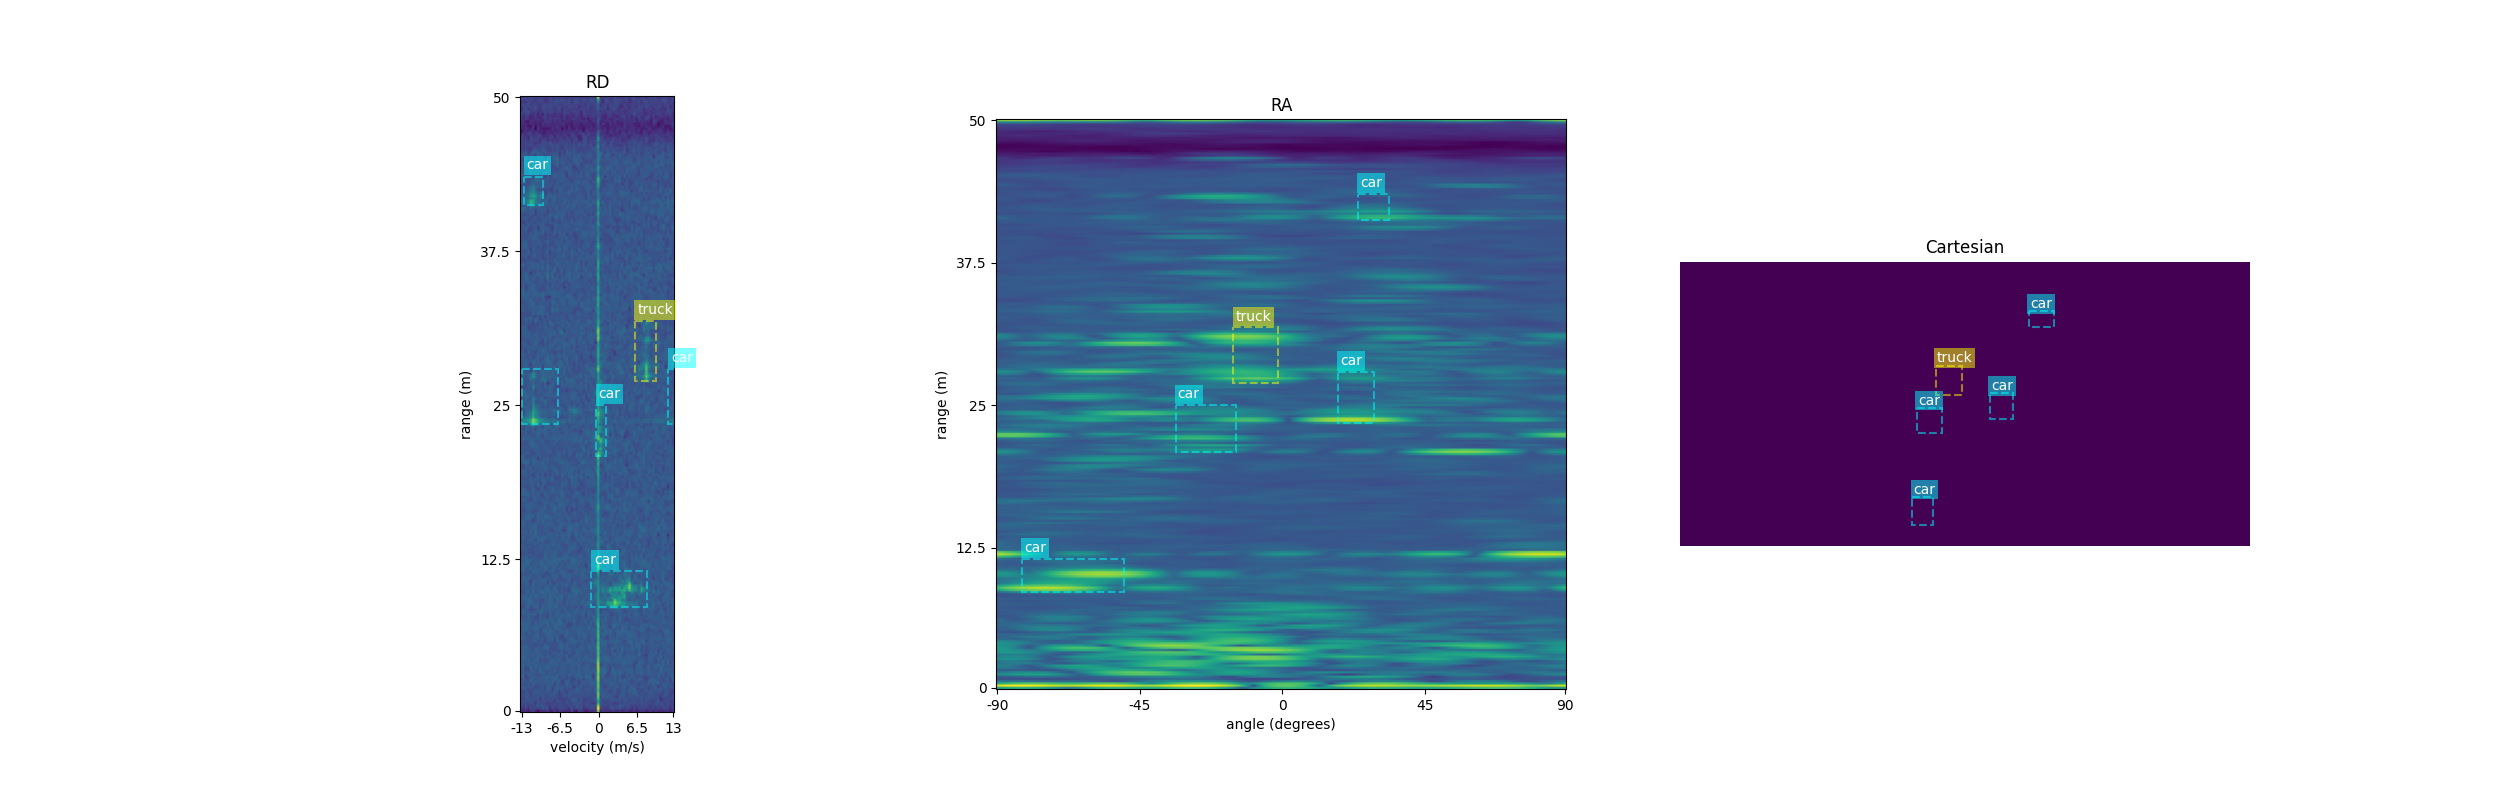 RD
50
37.5
25
12.5
0
range (m)
-13 -6.5 0 6.5 13
velocity (m/s)
car
truck
car
car
car
RA
50
37.5
25
12.5
0
range (m)
-90 -45 0 45 90
angle (degrees)
car
truck
car
car
car
Cartesian
car
truck
car
car
car